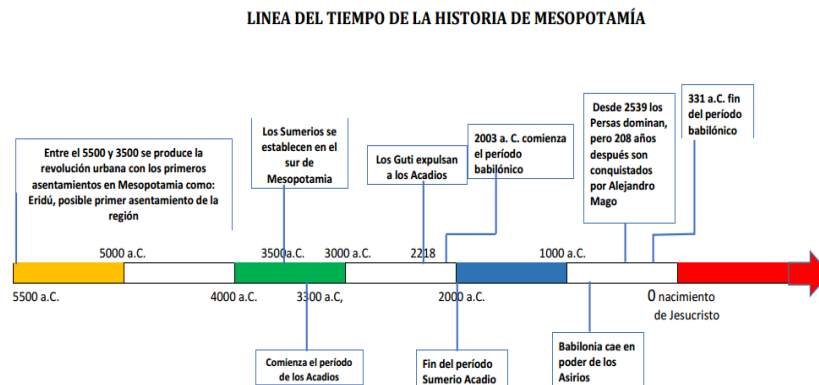 LINEA DEL TIEMPO DE LA HISTORIA DE MESOPOTAMÍA
Entre el 5500 y 3500 se produce la
revolución urbana con los primeros
asentamientos en Mesopotamia como:
Eridú, posible primer asentamiento de la
región
Los Sumerios se
establecen en el
sur de
Mesopotamia
Los Guti expulsan
a los Acadios
2003 a. C. comienza
el período
babilónico
Desde 2539 los
Persas dominan,
pero 208 años
después son
conquistados
por Alejandro
Mago
331 a.C. fin
del período
babilónico
5000 a.C.
3500a.C.
3000 a.C.
2218
1000 a.C.
5500 a.C.
4000 a.C.
3300 a.C,
2000 a.C.
0 nacimiento
de Jesucristo
Comienza el período
de los Acadios
Fin del período
Sumerio Acadio
Babilonia cae en
poder de los
Asirios